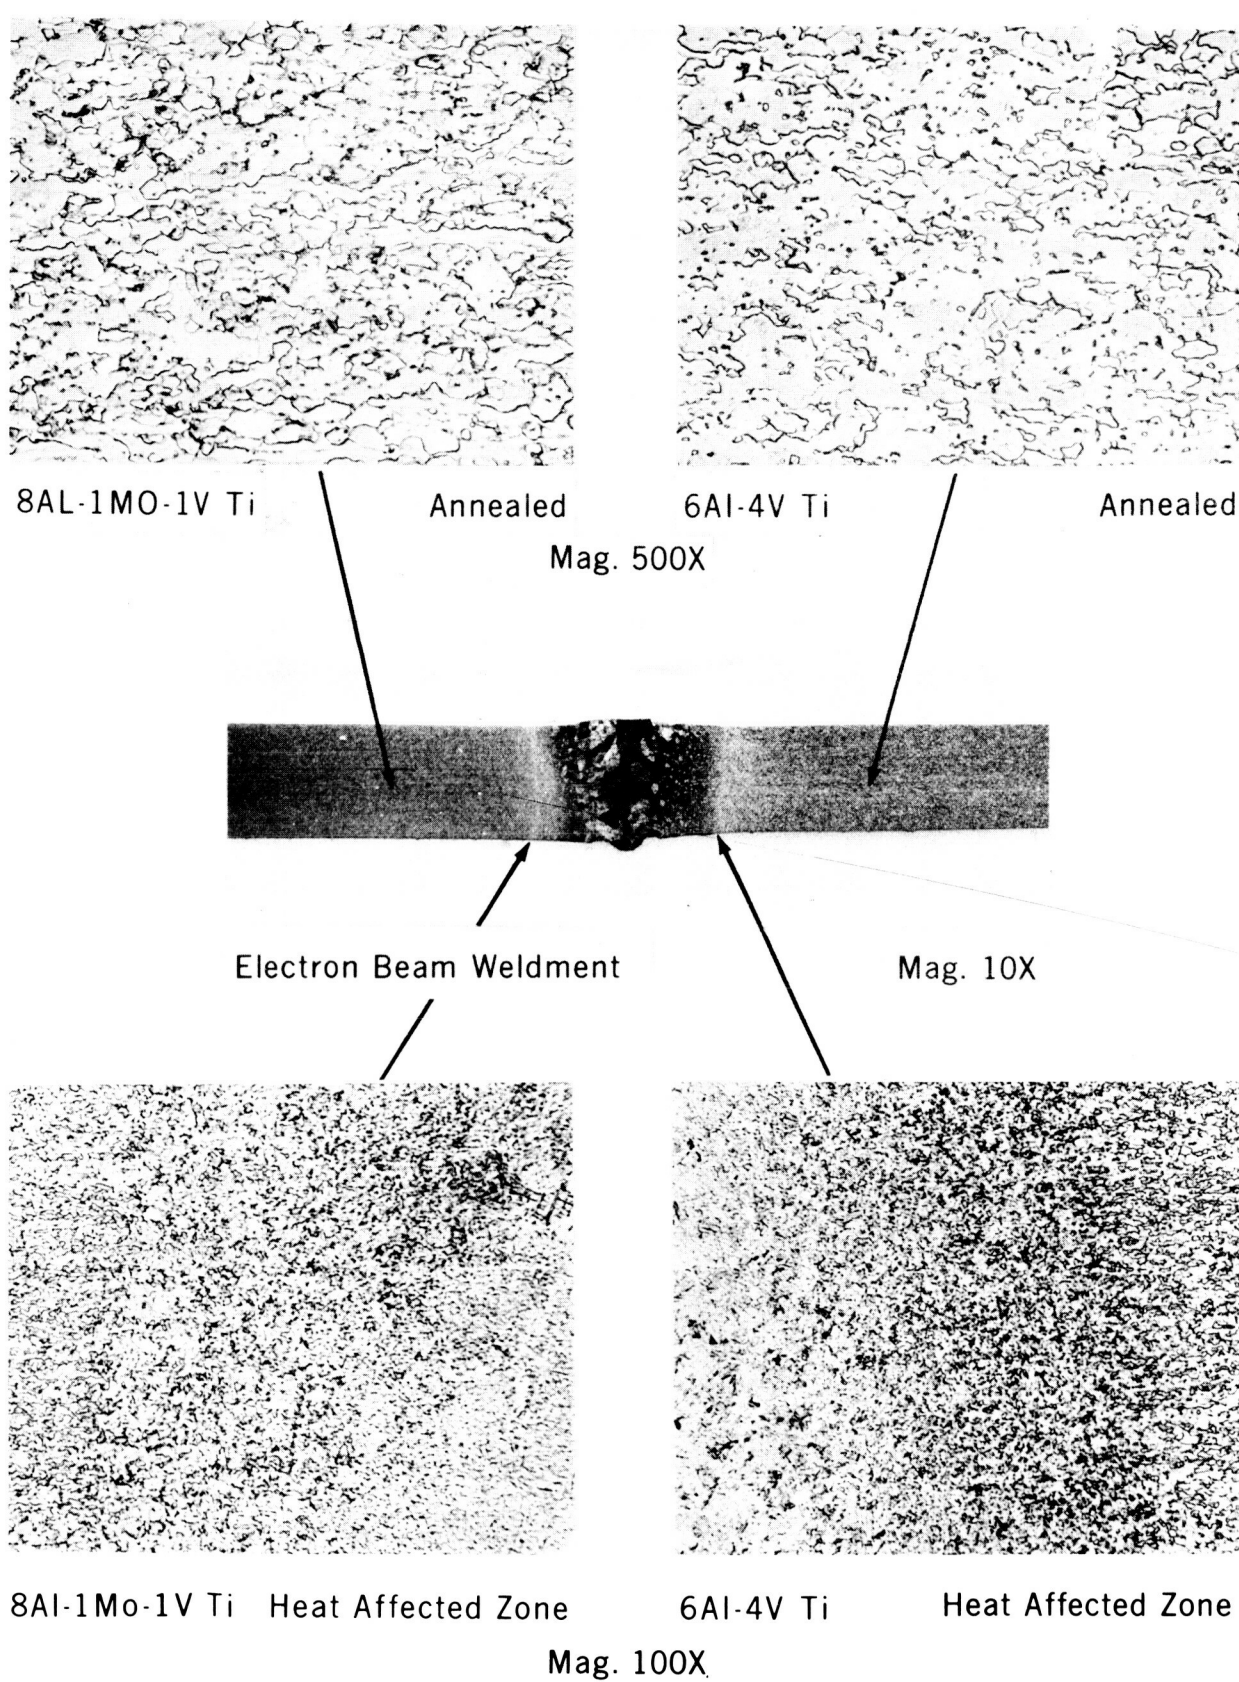 8AL-1MO-1V Ti Annealed 6Al-4V Ti Annealed
Mag. 500X
Electron Beam Weldment Mag. 10X
8Al-1Mo-1V Ti Heat Affected Zone 6Al-4V Ti Heat Affected Zone
Mag. 100X